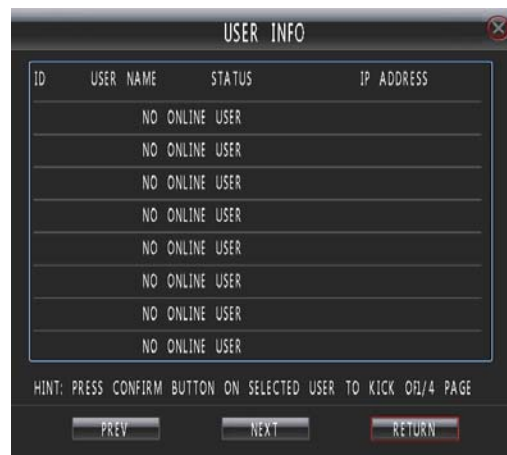 USER INFO
ID USER NAME STATUS IP ADDRESS
NO ONLINE USER
NO ONLINE USER
NO ONLINE USER
NO ONLINE USER
NO ONLINE USER
NO ONLINE USER
NO ONLINE USER
NO ONLINE USER
HINT: PRESS CONFIRM BUTTON ON SELECTED USER TO KICK 1/4 PAGE
PREV NEXT RETURN